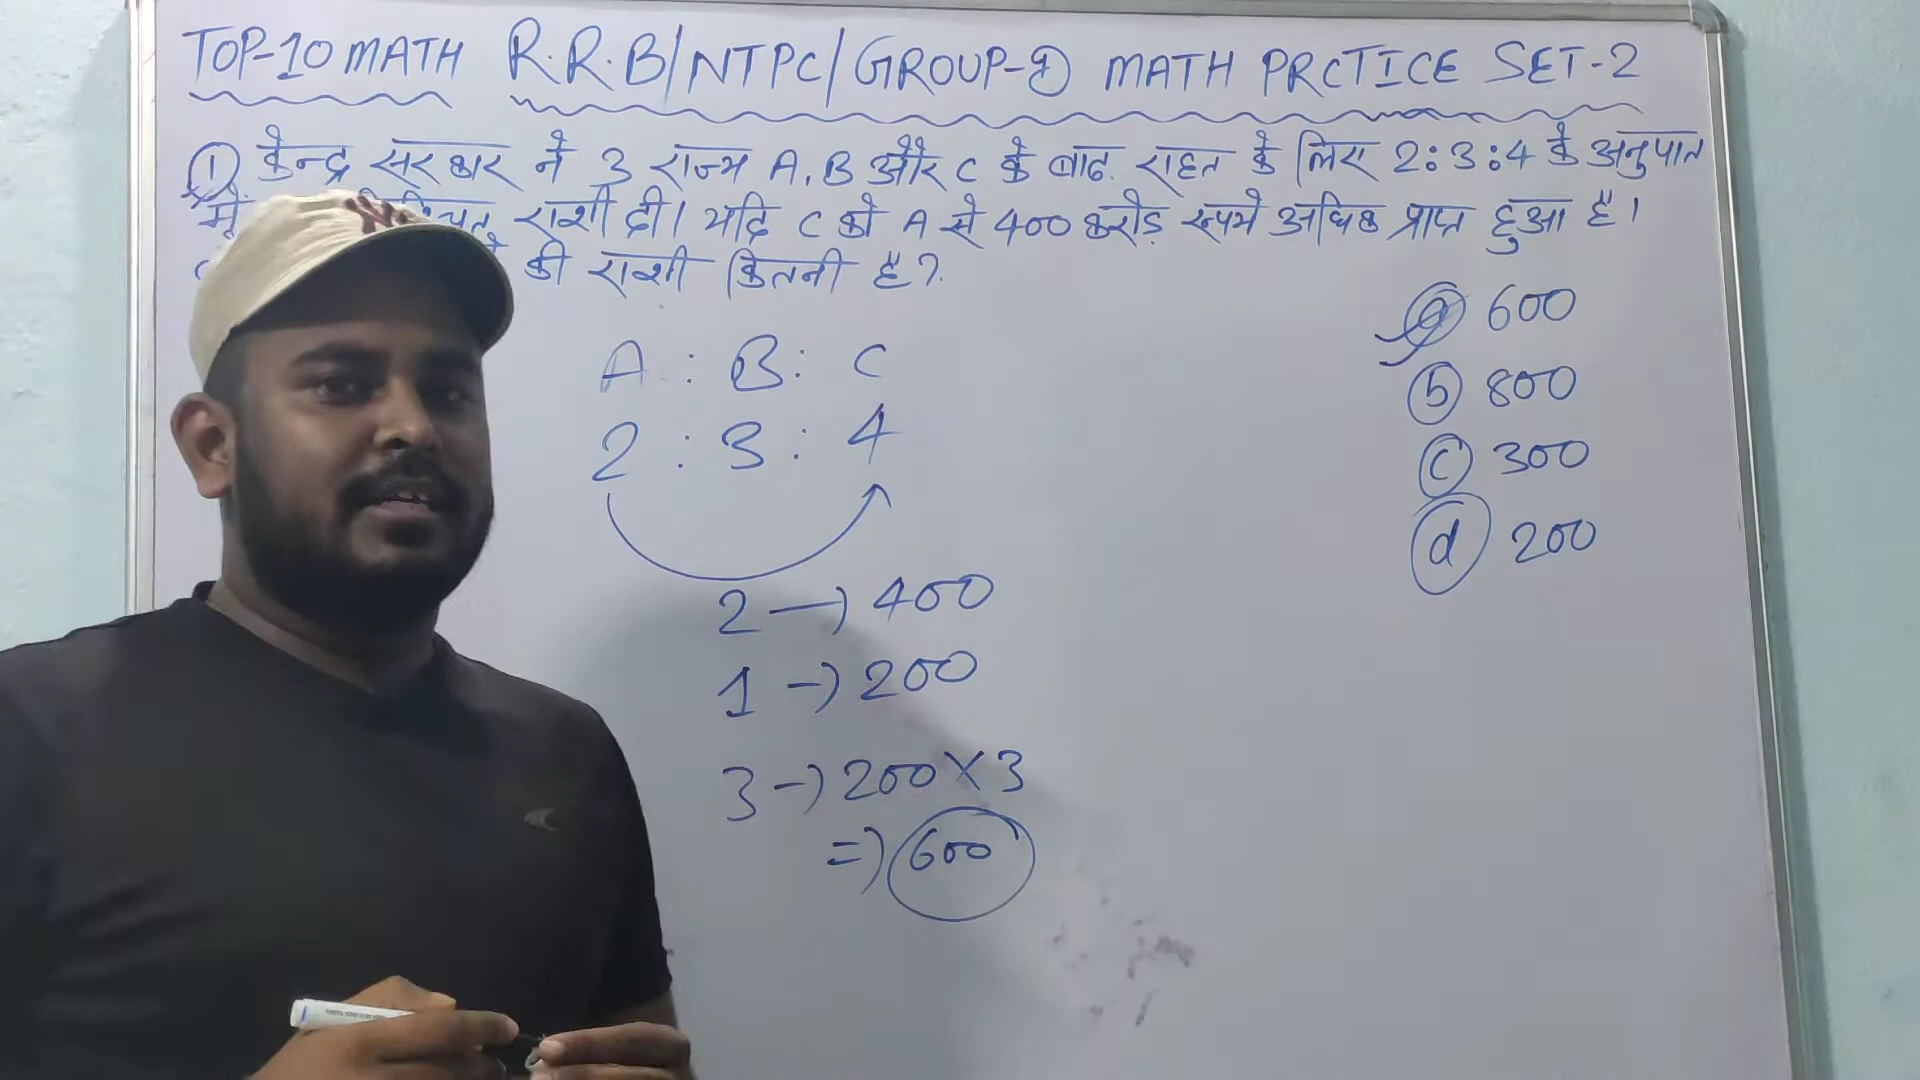 TOP-10 MATH R.R.B/NTPC/GROUP-D MATH PRCTICE SET-2
① केन्द्र सरकार ने 3 राज्य A, B और C के बाढ़ राहत के लिए 2:3:4 के अनुपात
में राशी दी। यदि C को A से 400 करोड़ रूपये अधिक प्राप्त हुआ है।
की राशी कितनी है?
A : B : C
2 : 3 : 4
2 → 400
1 → 200
3 → 200×3
⇒ 600
ⓐ 600
ⓑ 800
ⓒ 300
ⓓ 200